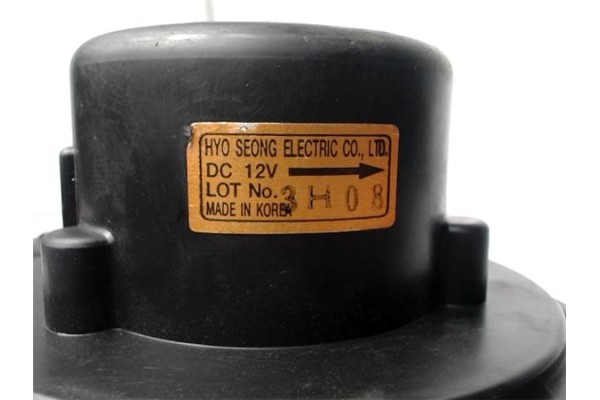 HYO SEONG ELECTRIC CO., LTD.
DC 12V
LOT No. 3H08
MADE IN KOREA